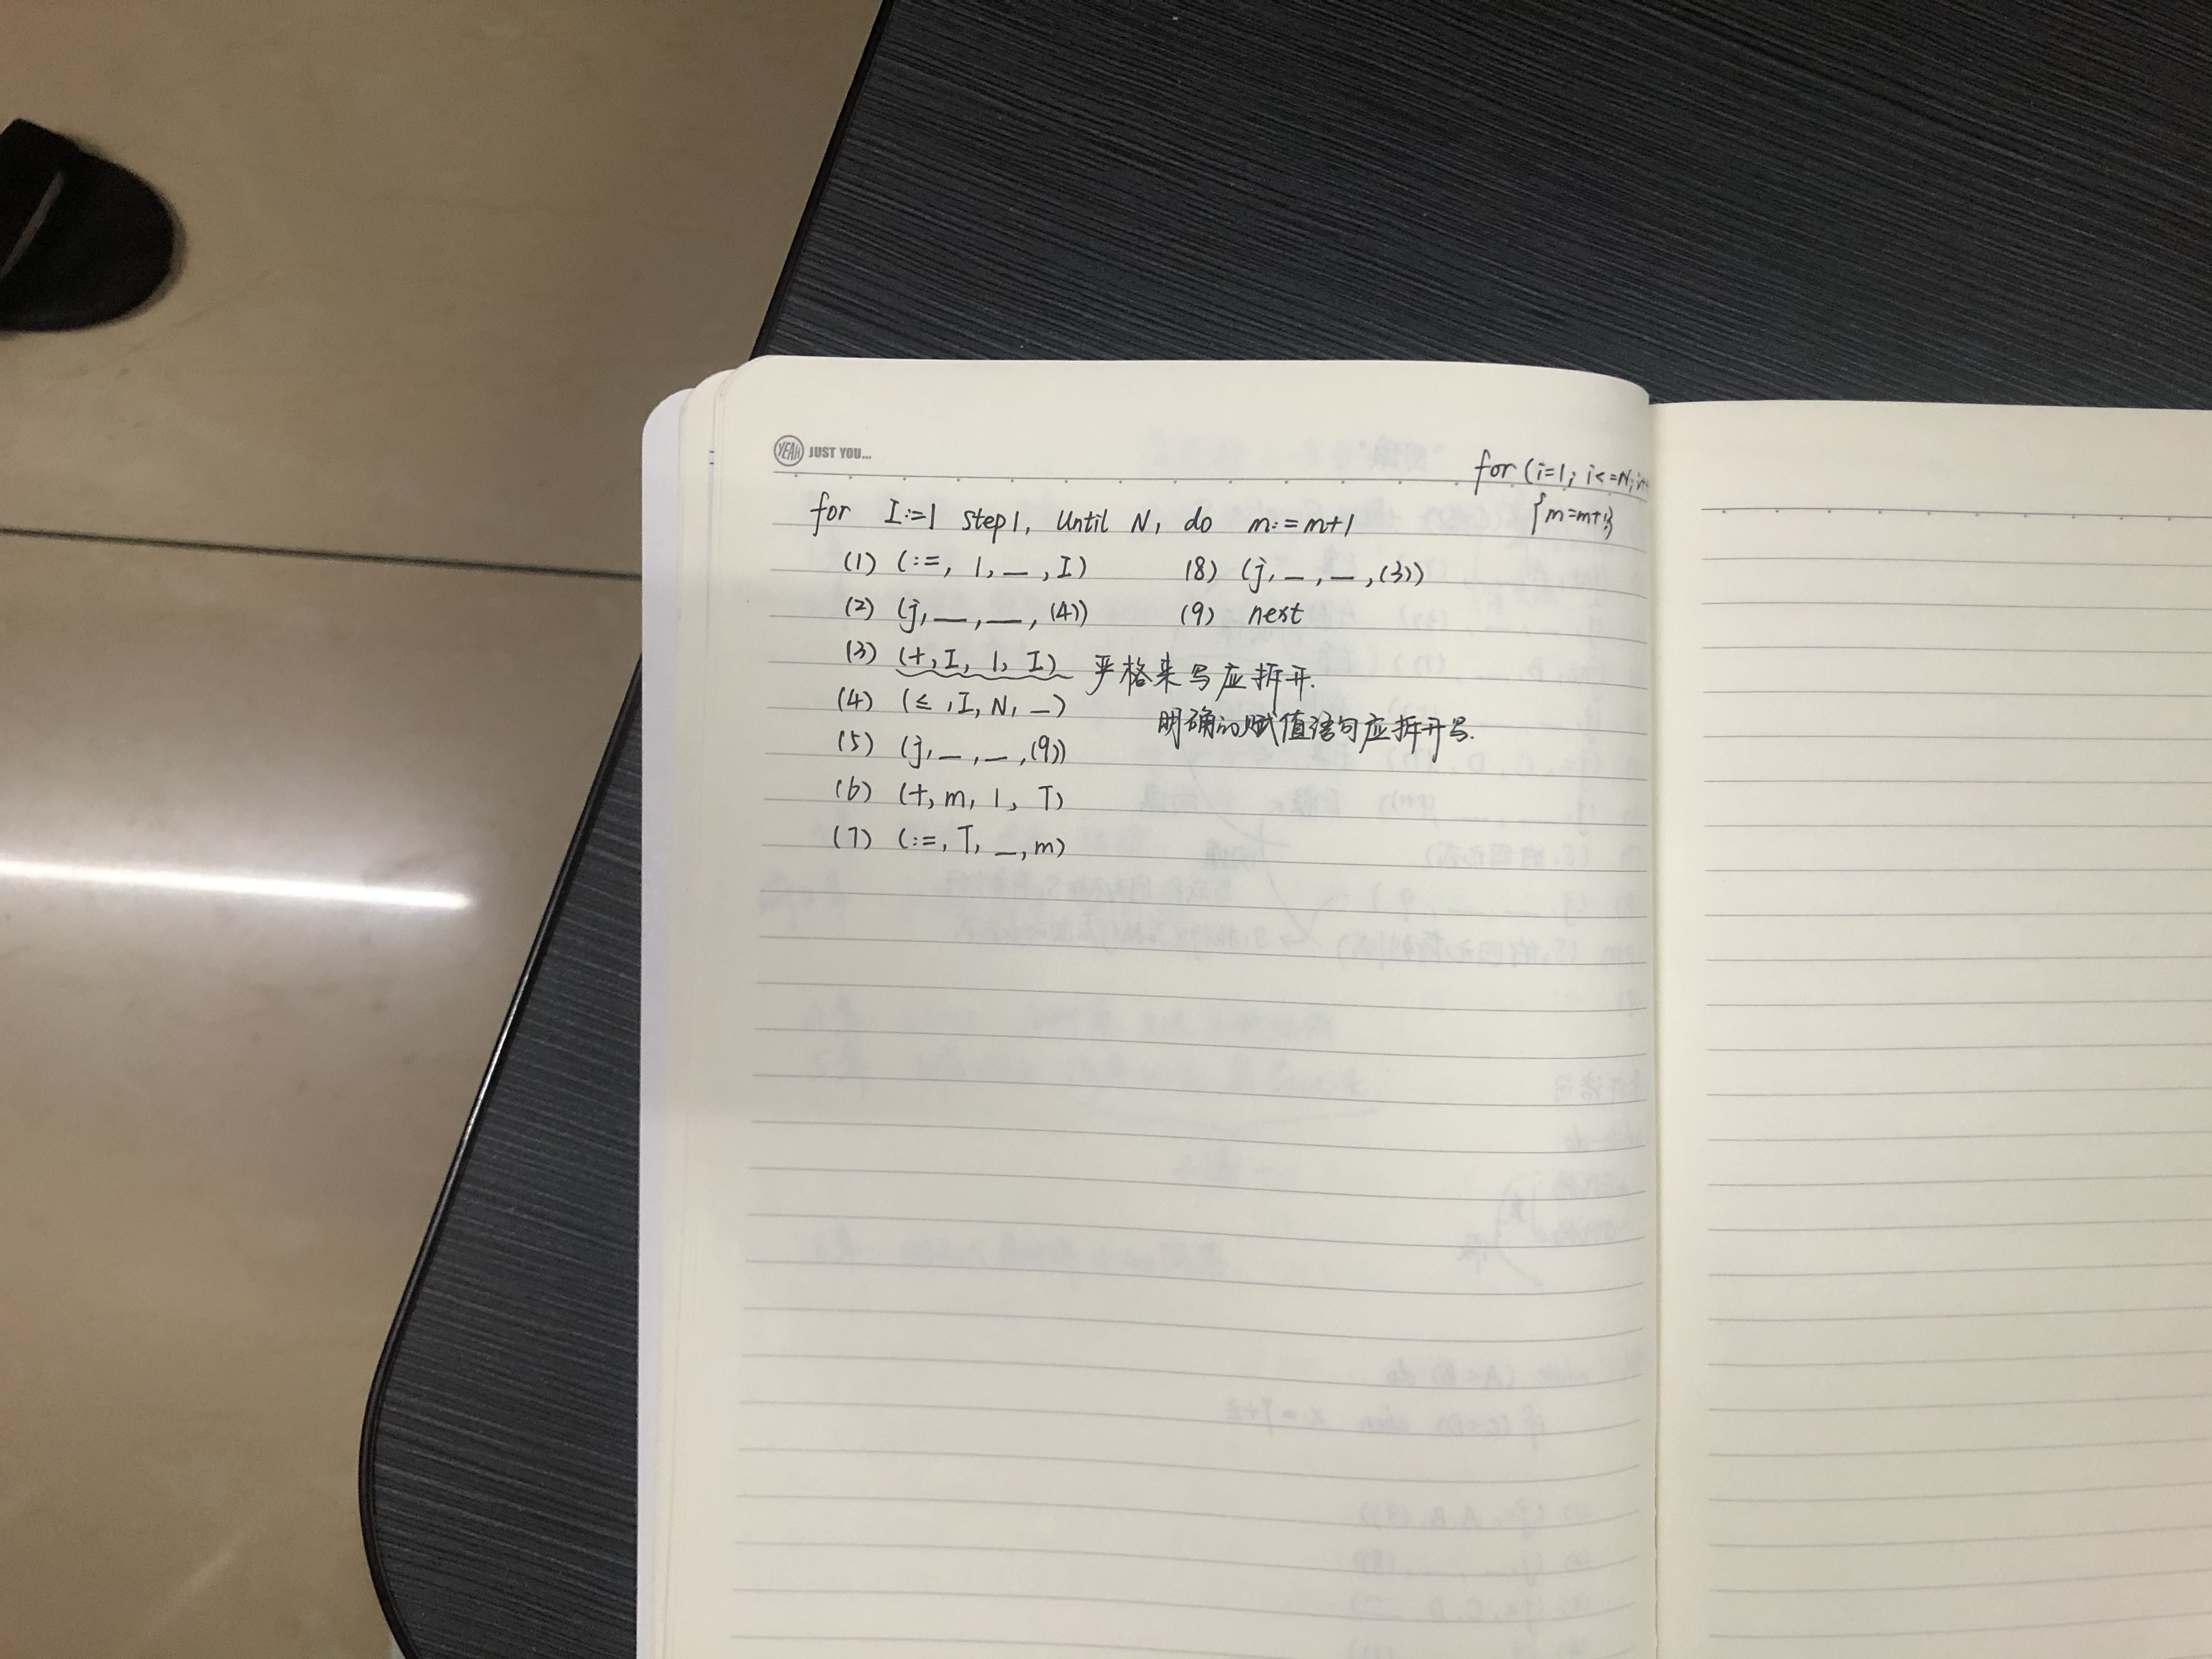 YEAH JUST YOU...
for (i=1; i<=N; i++
{m=m+1}
for I:=1 step1, Until N, do m:=m+1
(1) (:=, 1, —, I) (8) (j, —, —, (3))
(2) (j, —, —, (4)) (9) next
(3) (+, I, 1, I) 严格来写应拆开.
(4) (≤, I, N, —) 明确的赋值语句应拆开写.
(5) (j, —, —, (9))
(6) (+, m, 1, T)
(7) (:=, T, —, m)